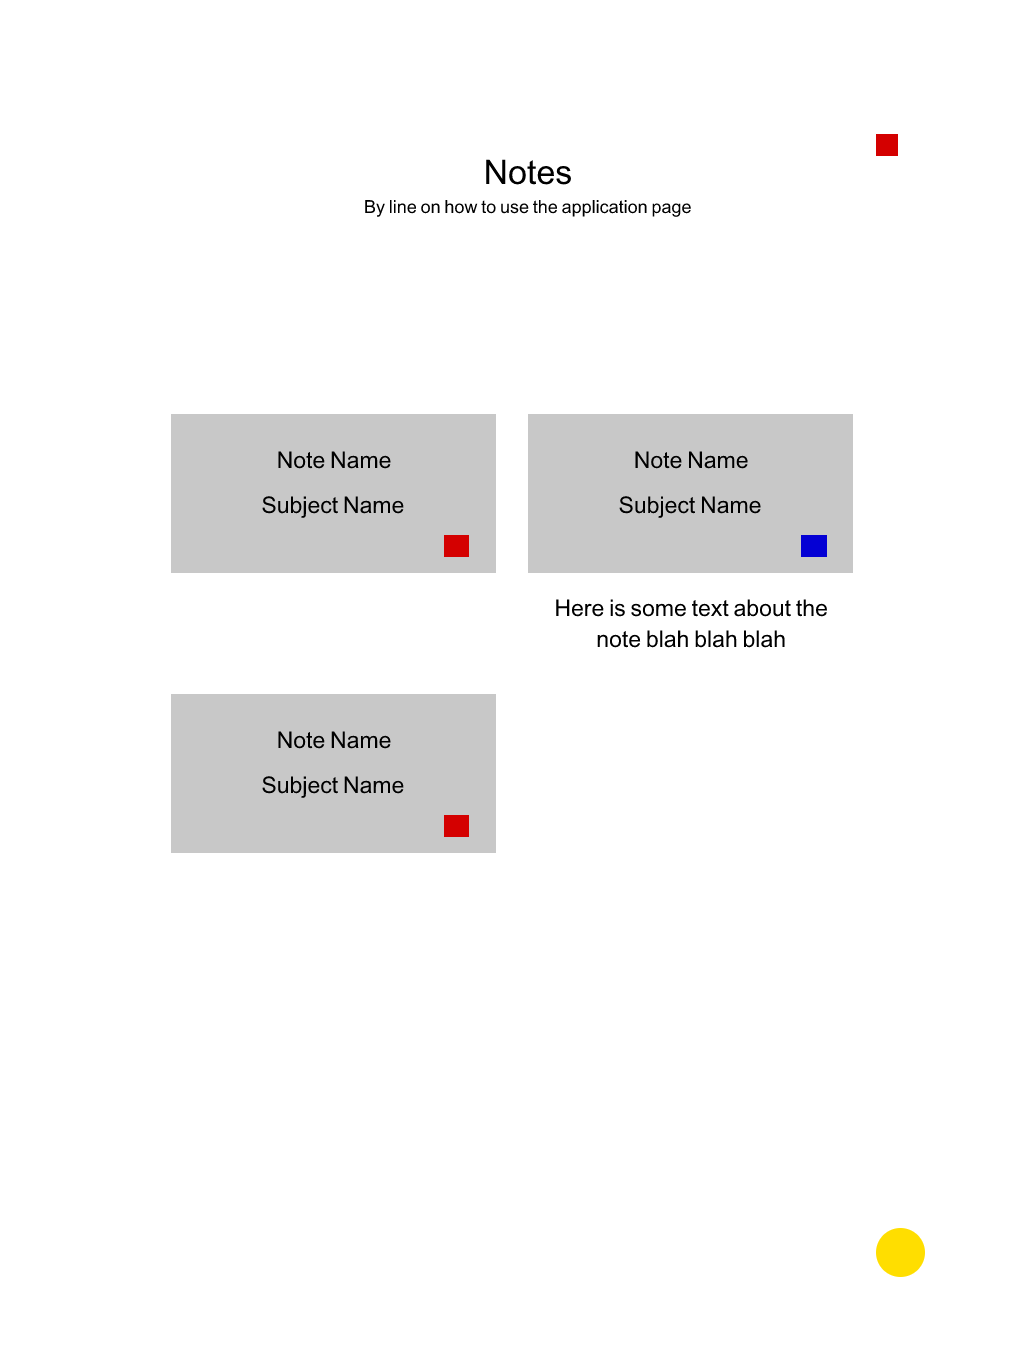 Notes
By line on how to use the application page
Note Name
Subject Name
Note Name
Subject Name
Here is some text about the
note blah blah blah
Note Name
Subject Name